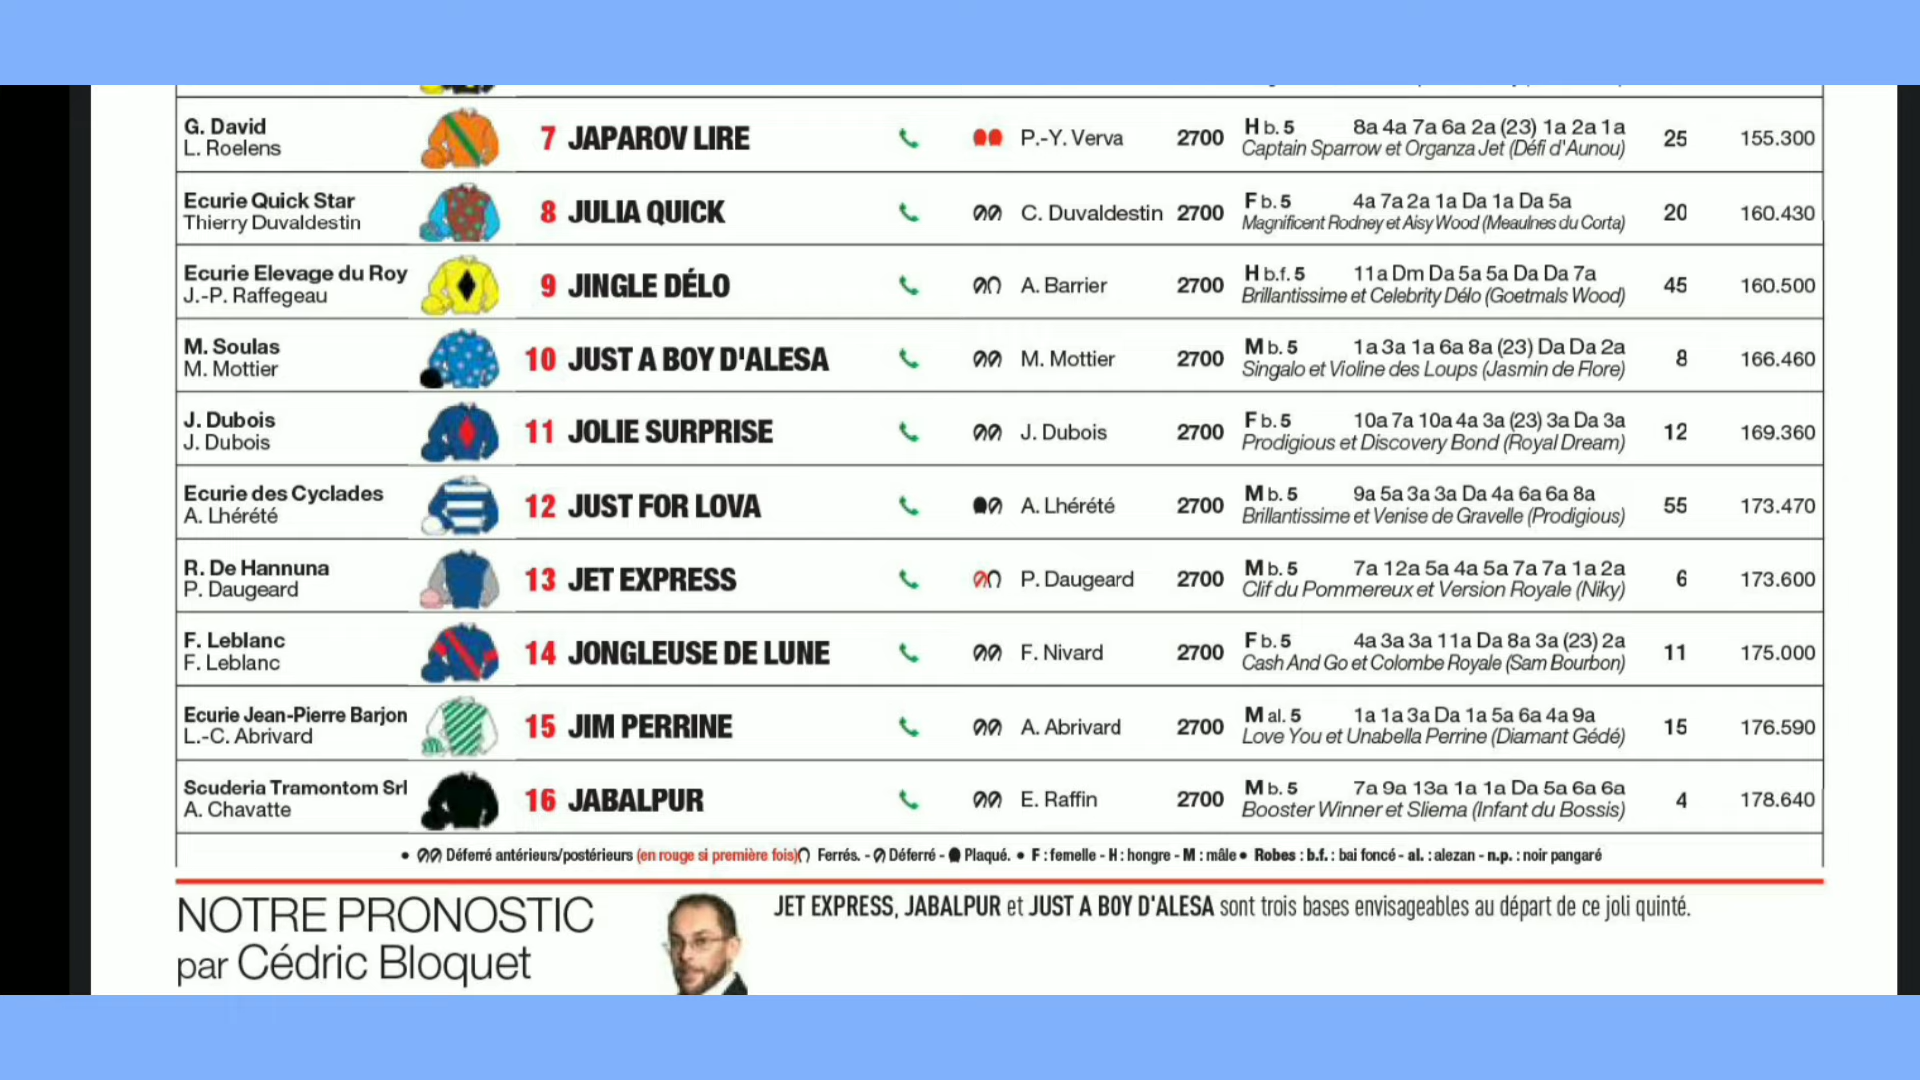 G. David
L. Roelens
7 JAPAROV LIRE P.-Y. Verva 2700 H b. 5 8a 4a 7a 6a 2a (23) 1a 2a 1a 25 155.300
Captain Sparrow et Organza Jet (Défi d'Aunou)
Ecurie Quick Star
Thierry Duvaldestin
8 JULIA QUICK C. Duvaldestin 2700 F b. 5 4a 7a 2a 1a Da 1a Da 5a 20 160.430
Magnificent Rodney et Aisy Wood (Meaulnes du Corta)
Ecurie Elevage du Roy
J.-P. Raffegeau
9 JINGLE DÉLO A. Barrier 2700 H b.f. 5 11a Dm Da 5a 5a Da Da 7a 45 160.500
Brillantissime et Celebrity Délo (Goetmals Wood)
M. Soulas
M. Mottier
10 JUST A BOY D'ALESA M. Mottier 2700 M b. 5 1a 3a 1a 6a 8a (23) Da Da 2a 8 166.460
Singalo et Violine des Loups (Jasmin de Flore)
J. Dubois
J. Dubois
11 JOLIE SURPRISE J. Dubois 2700 F b. 5 10a 7a 10a 4a 3a (23) 3a Da 3a 12 169.360
Prodigious et Discovery Bond (Royal Dream)
Ecurie des Cyclades
A. Lhérété
12 JUST FOR LOVA A. Lhérété 2700 M b. 5 9a 5a 3a 3a Da 4a 6a 6a 8a 55 173.470
Brillantissime et Venise de Gravelle (Prodigious)
R. De Hannuna
P. Daugeard
13 JET EXPRESS P. Daugeard 2700 M b. 5 7a 12a 5a 4a 5a 7a 7a 1a 2a 6 173.600
Clif du Pommereux et Version Royale (Niky)
F. Leblanc
F. Leblanc
14 JONGLEUSE DE LUNE F. Nivard 2700 F b. 5 4a 3a 3a 11a Da 8a 3a (23) 2a 11 175.000
Cash And Go et Colombe Royale (Sam Bourbon)
Ecurie Jean-Pierre Barjon
L.-C. Abrivard
15 JIM PERRINE A. Abrivard 2700 M al. 5 1a 1a 3a Da 1a 5a 6a 4a 9a 15 176.590
Love You et Unabella Perrine (Diamant Gédé)
Scuderia Tramontom Srl
A. Chavatte
16 JABALPUR E. Raffin 2700 M b. 5 7a 9a 13a 1a 1a Da 5a 6a 6a 4 178.640
Booster Winner et Sliema (Infant du Bossis)
• Déferré antérieurs/postérieurs (en rouge si première fois) Ferrés. - Déferré - Plaqué. • F : femelle - H : hongre - M : mâle • Robes : b.f. : bai foncé - al. : alezan - n.p. : noir pangaré
NOTRE PRONOSTIC
par Cédric Bloquet
JET EXPRESS, JABALPUR et JUST A BOY D'ALESA sont trois bases envisageables au départ de ce joli quinté.